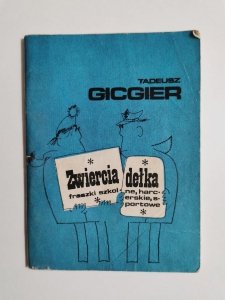 TADEUSZ
GICGIER
*
*
Zwiercia
dełka
fraszki szkol-
ne, harc-
erskie, s-
portowe
*
*